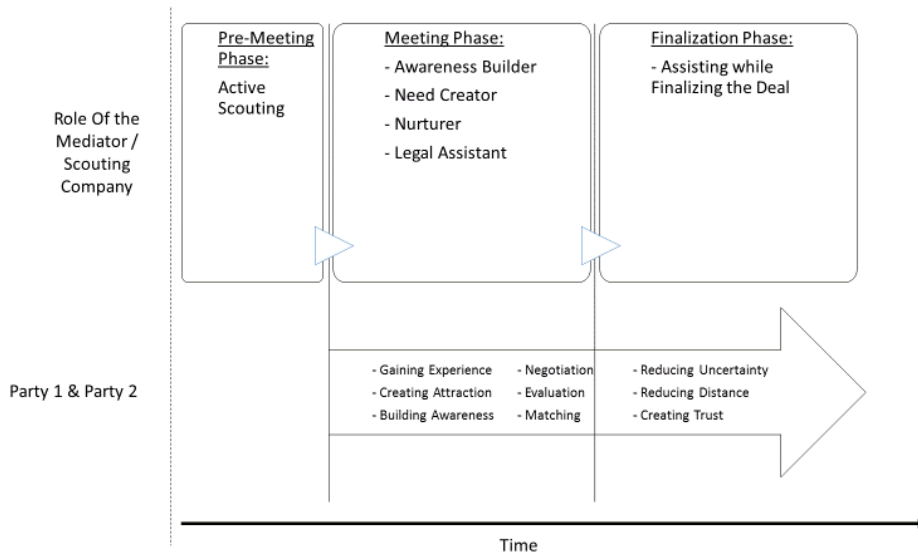 Pre-Meeting
Phase:
Active
Scouting
Meeting Phase:
- Awareness Builder
- Need Creator
- Nurturer
- Legal Assistant
Finalization Phase:
- Assisting while
Finalizing the Deal
Role Of the
Mediator /
Scouting
Company
Party 1 & Party 2
- Gaining Experience
- Creating Attraction
- Building Awareness
- Negotiation
- Evaluation
- Matching
- Reducing Uncertainty
- Reducing Distance
- Creating Trust
Time